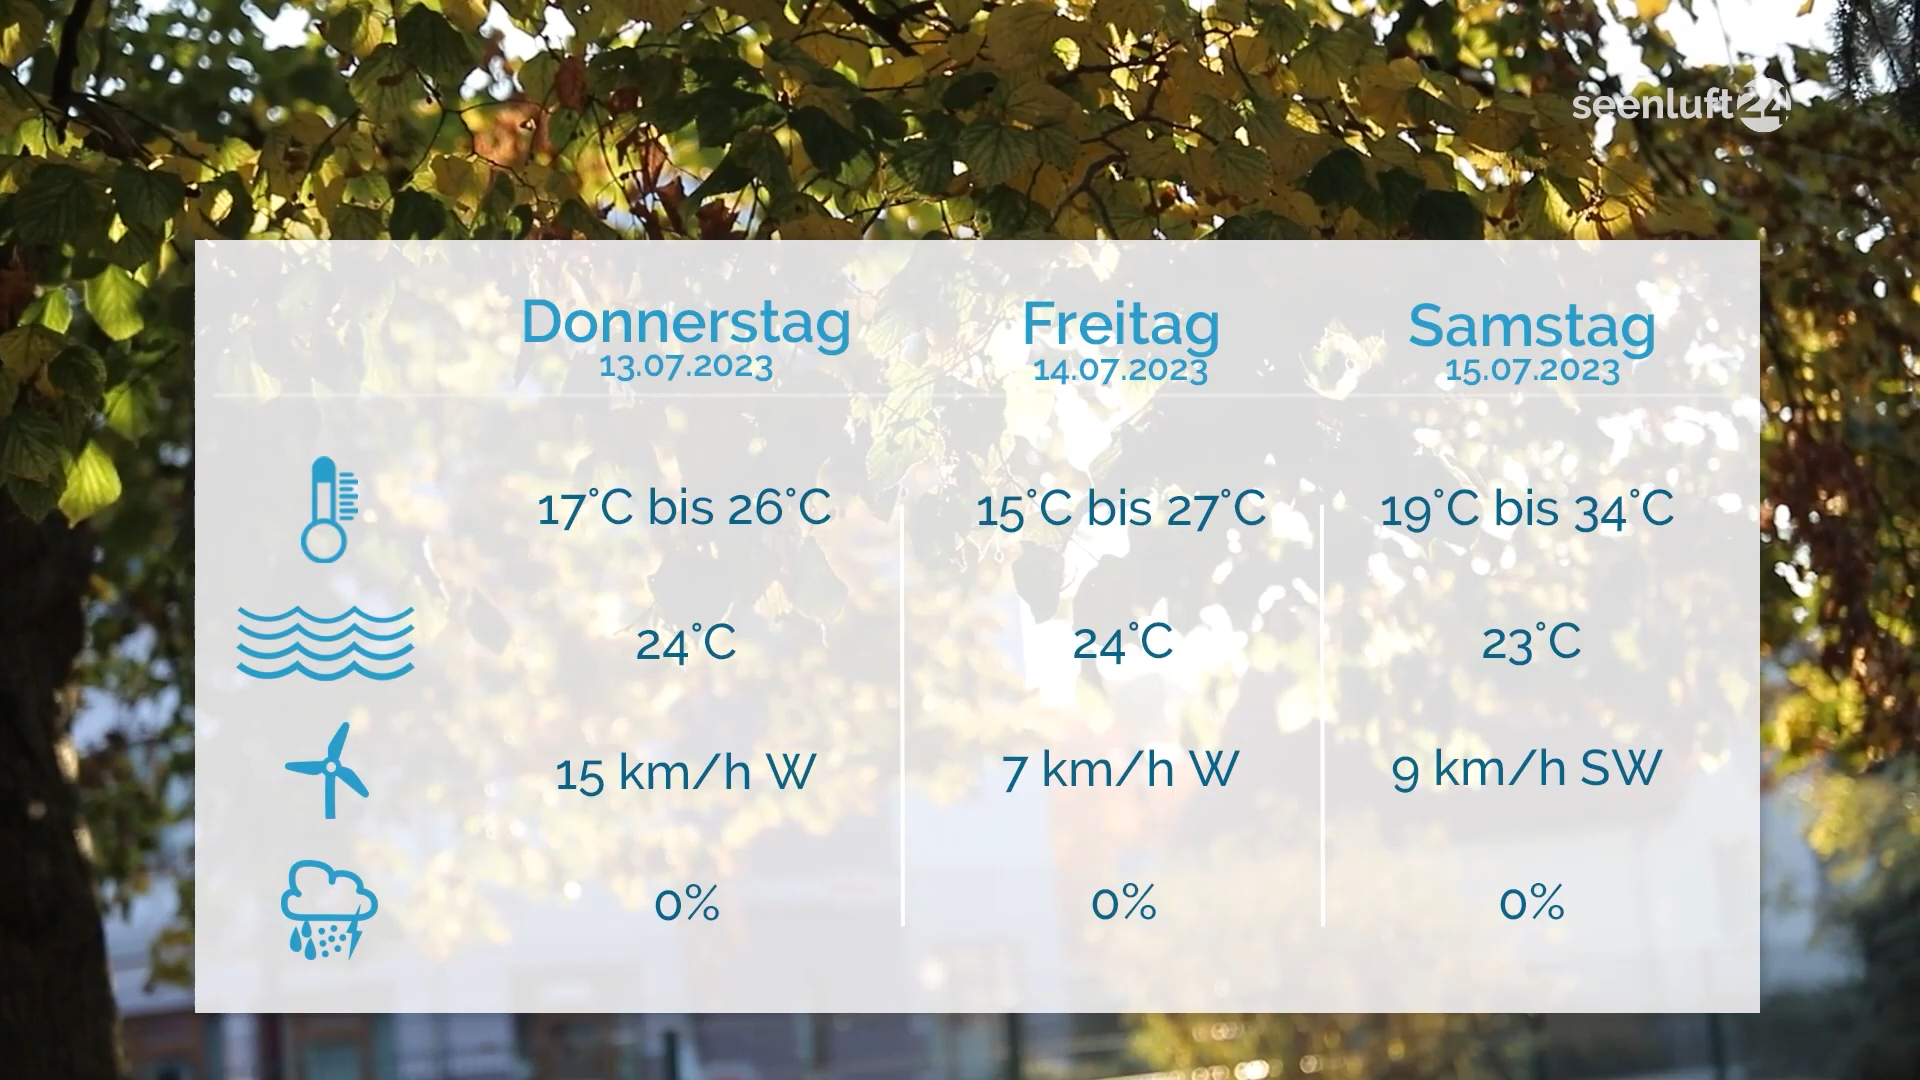 seenluft24
Donnerstag
13.07.2023
Freitag
14.07.2023
Samstag
15.07.2023
17°C bis 26°C
15°C bis 27°C
19°C bis 34°C
24°C
24°C
23°C
15 km/h W
7 km/h W
9 km/h SW
0%
0%
0%